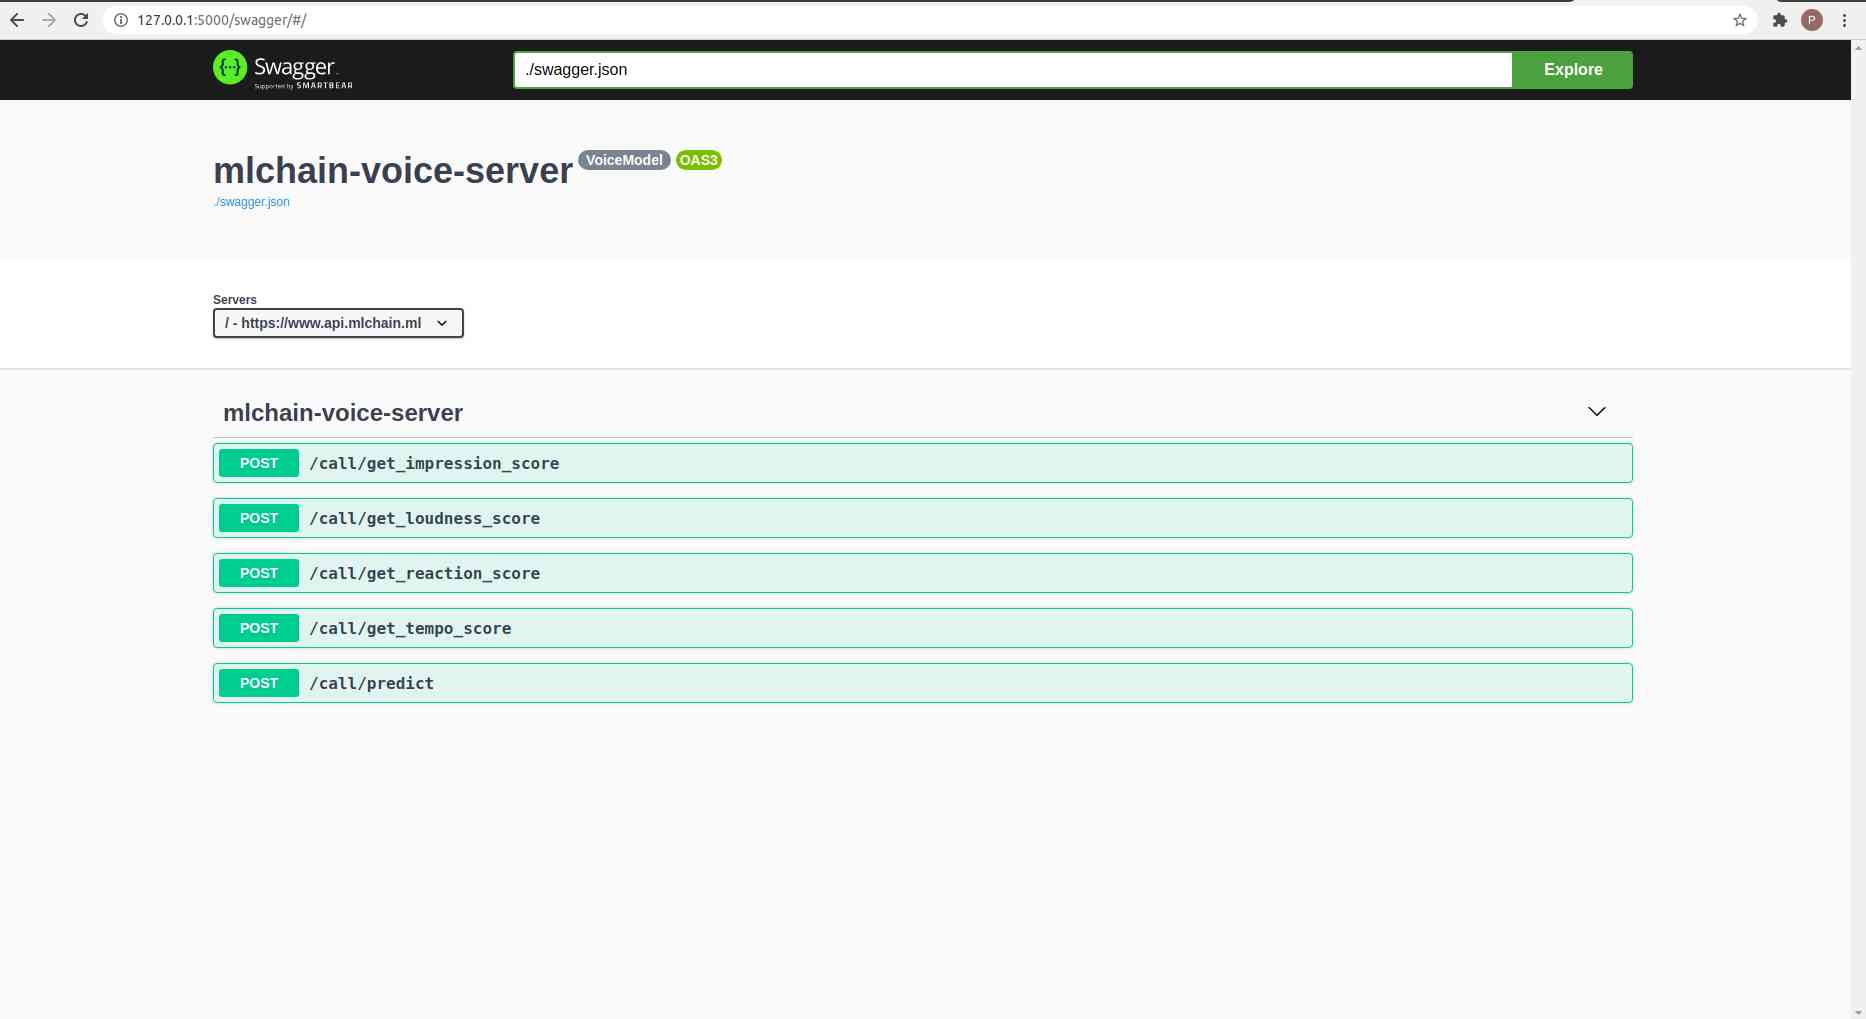 127.0.0.1:5000/swagger/#/
P
Swagger.
Supported by SMARTBEAR
./swagger.json
Explore
mlchain-voice-server VoiceModel OAS3
./swagger.json
Servers
/ - https://www.api.mlchain.ml
mlchain-voice-server
POST /call/get_impression_score
POST /call/get_loudness_score
POST /call/get_reaction_score
POST /call/get_tempo_score
POST /call/predict